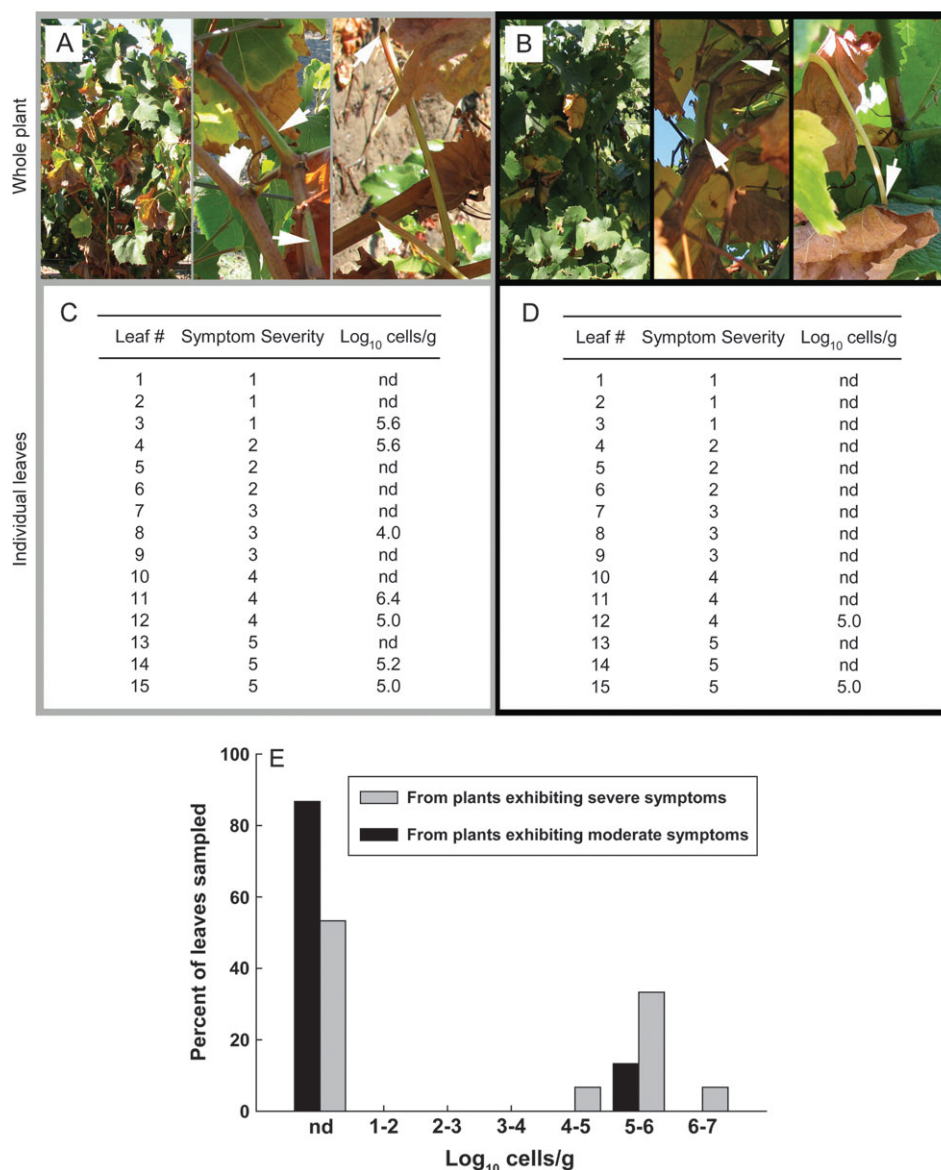 A
B
Whole plant
C
Leaf # Symptom Severity Log10 cells/g
1 1 nd
2 1 nd
3 1 5.6
4 2 5.6
5 2 nd
6 2 nd
7 3 nd
8 3 4.0
9 3 nd
10 4 nd
11 4 6.4
12 4 5.0
13 5 nd
14 5 5.2
15 5 5.0
D
Leaf # Symptom Severity Log10 cells/g
1 1 nd
2 1 nd
3 1 nd
4 2 nd
5 2 nd
6 2 nd
7 3 nd
8 3 nd
9 3 nd
10 4 nd
11 4 nd
12 4 5.0
13 5 nd
14 5 nd
15 5 5.0
Individual leaves
E
From plants exhibiting severe symptoms
From plants exhibiting moderate symptoms
Percent of leaves sampled
100
80
60
40
20
0
nd 1-2 2-3 3-4 4-5 5-6 6-7
Log10 cells/g